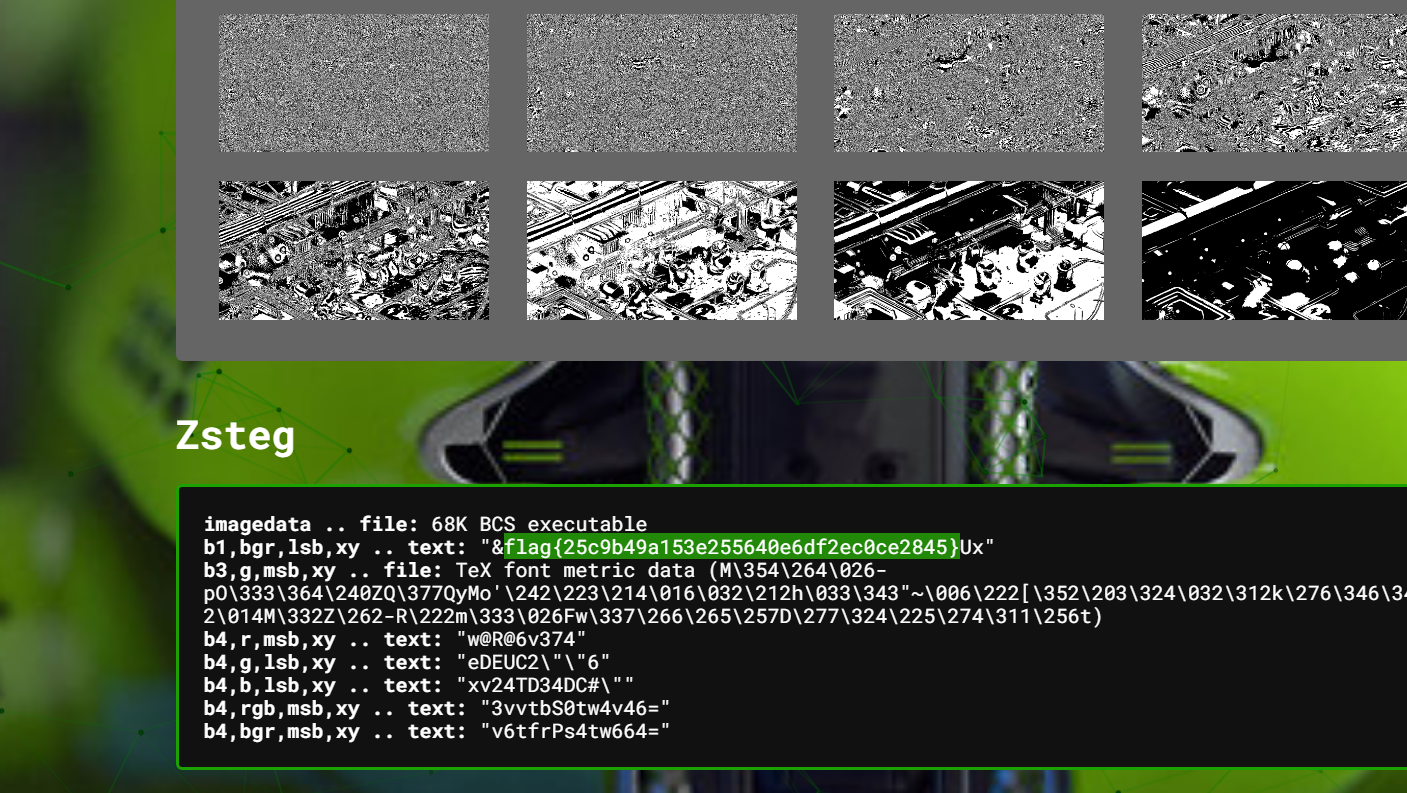 Zsteg
imagedata .. file: 68K BCS executable
b1,bgr,lsb,xy .. text: "&flag{25c9b49a153e255640e6df2ec0ce2845}Ux"
b3,g,msb,xy .. file: TeX font metric data (M\354\264\026-
pO\333\364\240ZQ\377QyMo'\242\223\214\016\032\212h\033\343"~\006\222[\352\203\324\032\312k\276\346\34
2\014M\332Z\262-R\222m\333\026Fw\337\266\265\257D\277\324\225\274\311\256t)
b4,r,msb,xy .. text: "w@R@6v374"
b4,g,lsb,xy .. text: "eDEUC2\"\"6"
b4,b,lsb,xy .. text: "xv24TD34DC#\""
b4,rgb,msb,xy .. text: "3vvtbS0tw4v46="
b4,bgr,msb,xy .. text: "v6tfrPs4tw664="